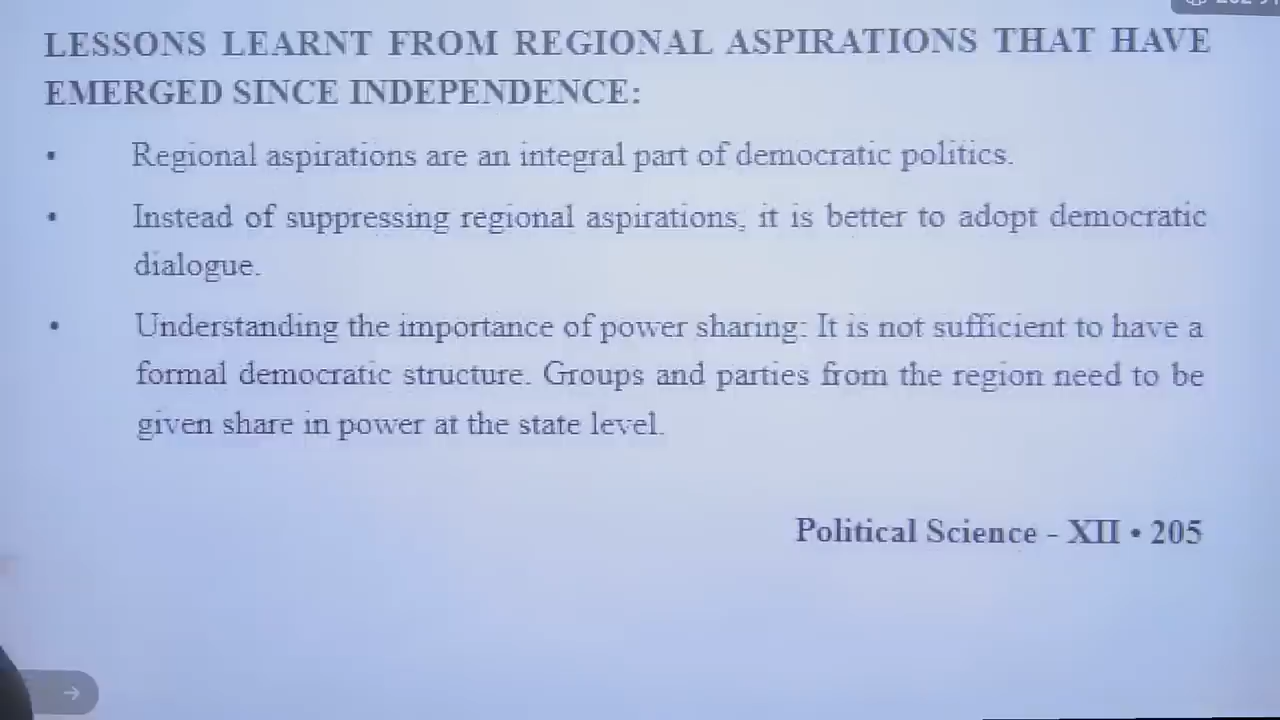 LESSONS LEARNT FROM REGIONAL ASPIRATIONS THAT HAVE
EMERGED SINCE INDEPENDENCE:
• Regional aspirations are an integral part of democratic politics.
• Instead of suppressing regional aspirations, it is better to adopt democratic
dialogue.
• Understanding the importance of power sharing: It is not sufficient to have a
formal democratic structure. Groups and parties from the region need to be
given share in power at the state level.
Political Science - XII • 205